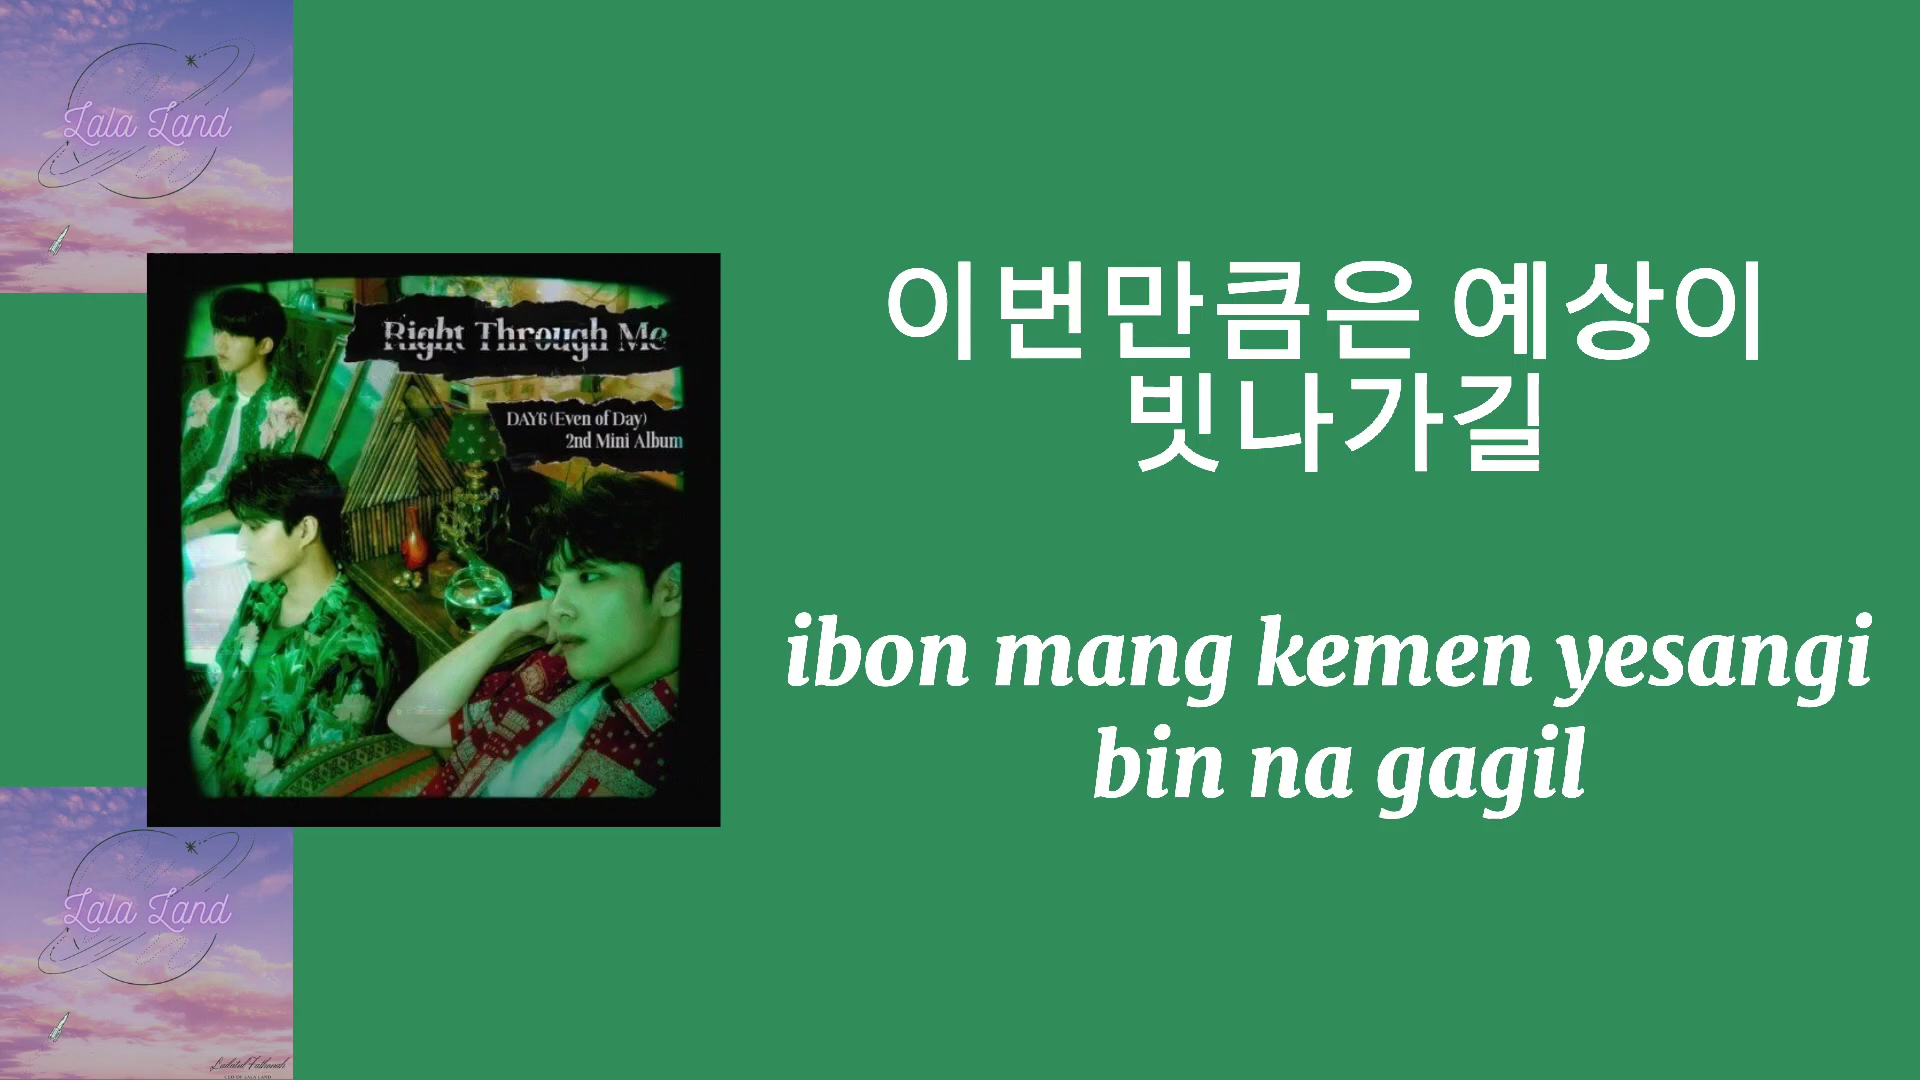 Lala Land
Right Through Me
DAY6 (Even of Day)
2nd Mini Album
이번만큼은 예상이
빗나가길
ibon mang kemen yesangi
bin na gagil
Lala Land